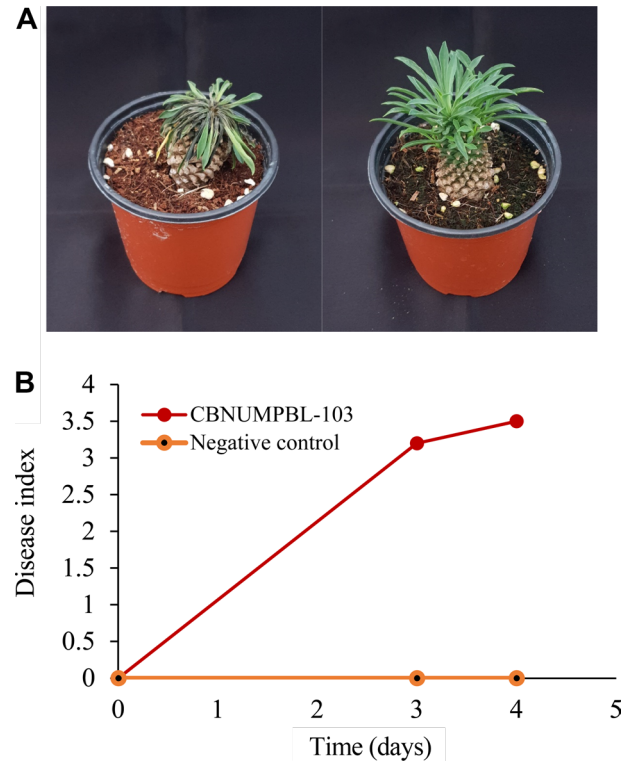 A
B
4
3.5
3
2.5
2
1.5
1
0.5
0
Disease index
CBNUMPBL-103
Negative control
0 1 2 3 4 5
Time (days)